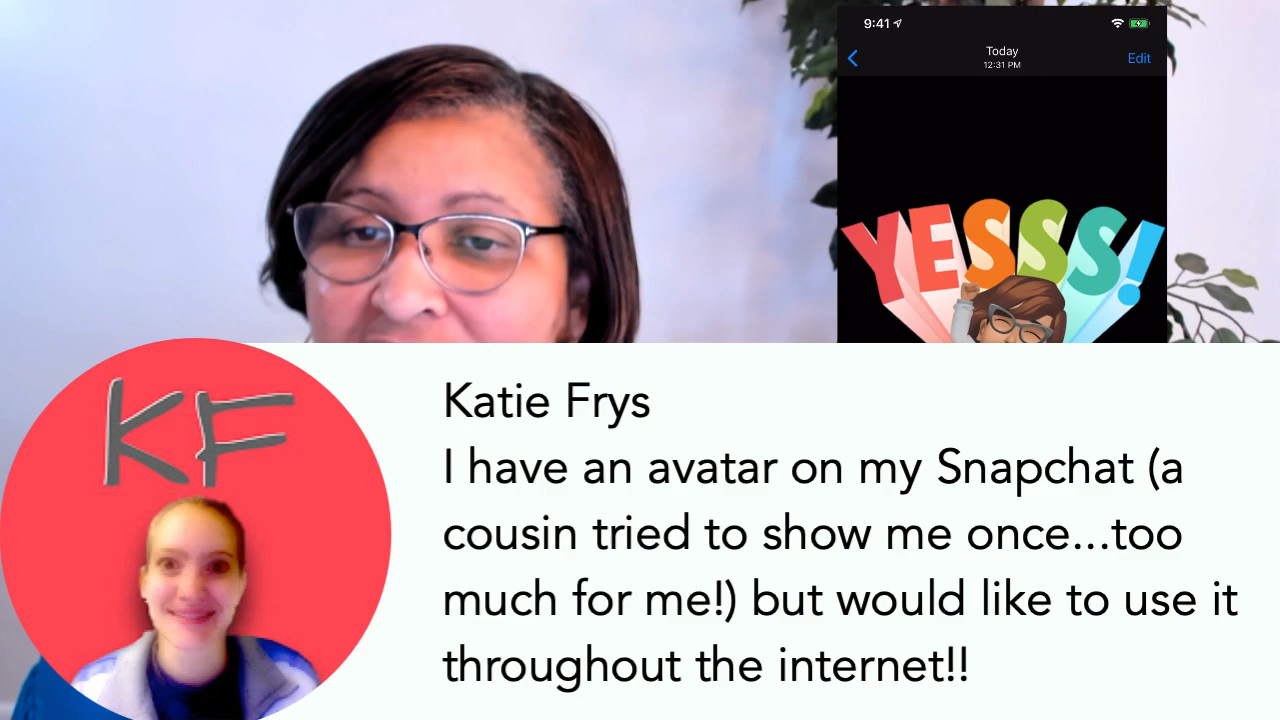 9:41
Today
12:31 PM
Edit
YESSS!
KF
Katie Frys
I have an avatar on my Snapchat (a
cousin tried to show me once...too
much for me!) but would like to use it
throughout the internet!!